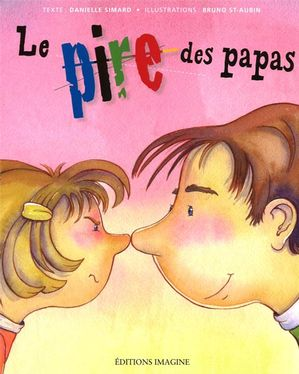 TEXTE : DANIELLE SIMARD • ILLUSTRATIONS : BRUNO ST-AUBIN
Le pire des papas
ÉDITIONS IMAGINE